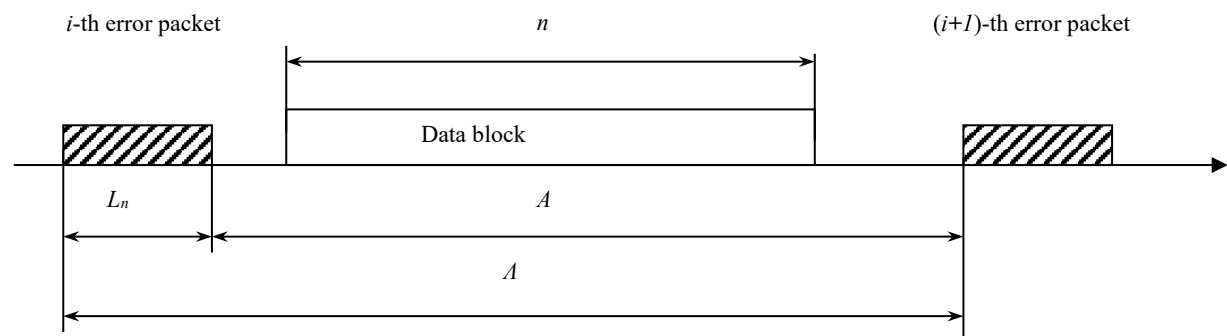 i-th error packet
n
(i+1)-th error packet
Data block
Ln
A
Λ